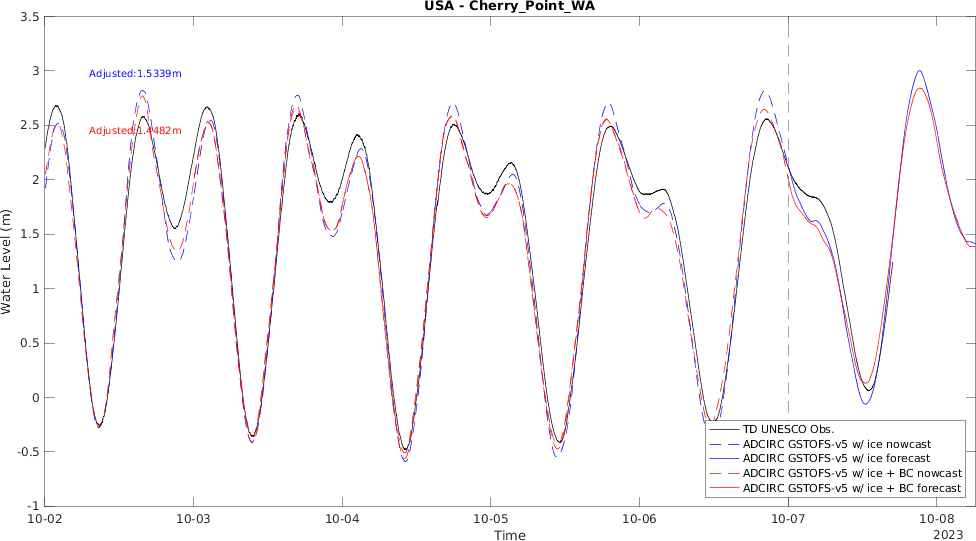 USA - Cherry_Point_WA
3.5
3
2.5
2
1.5
1
0.5
0
-0.5
-1
Water Level (m)
Adjusted:1.5339m
Adjusted:1.4482m
TD UNESCO Obs.
ADCIRC GSTOFS-v5 w/ ice nowcast
ADCIRC GSTOFS-v5 w/ ice forecast
ADCIRC GSTOFS-v5 w/ ice + BC nowcast
ADCIRC GSTOFS-v5 w/ ice + BC forecast
10-02 10-03 10-04 10-05 10-06 10-07 10-08
Time
2023